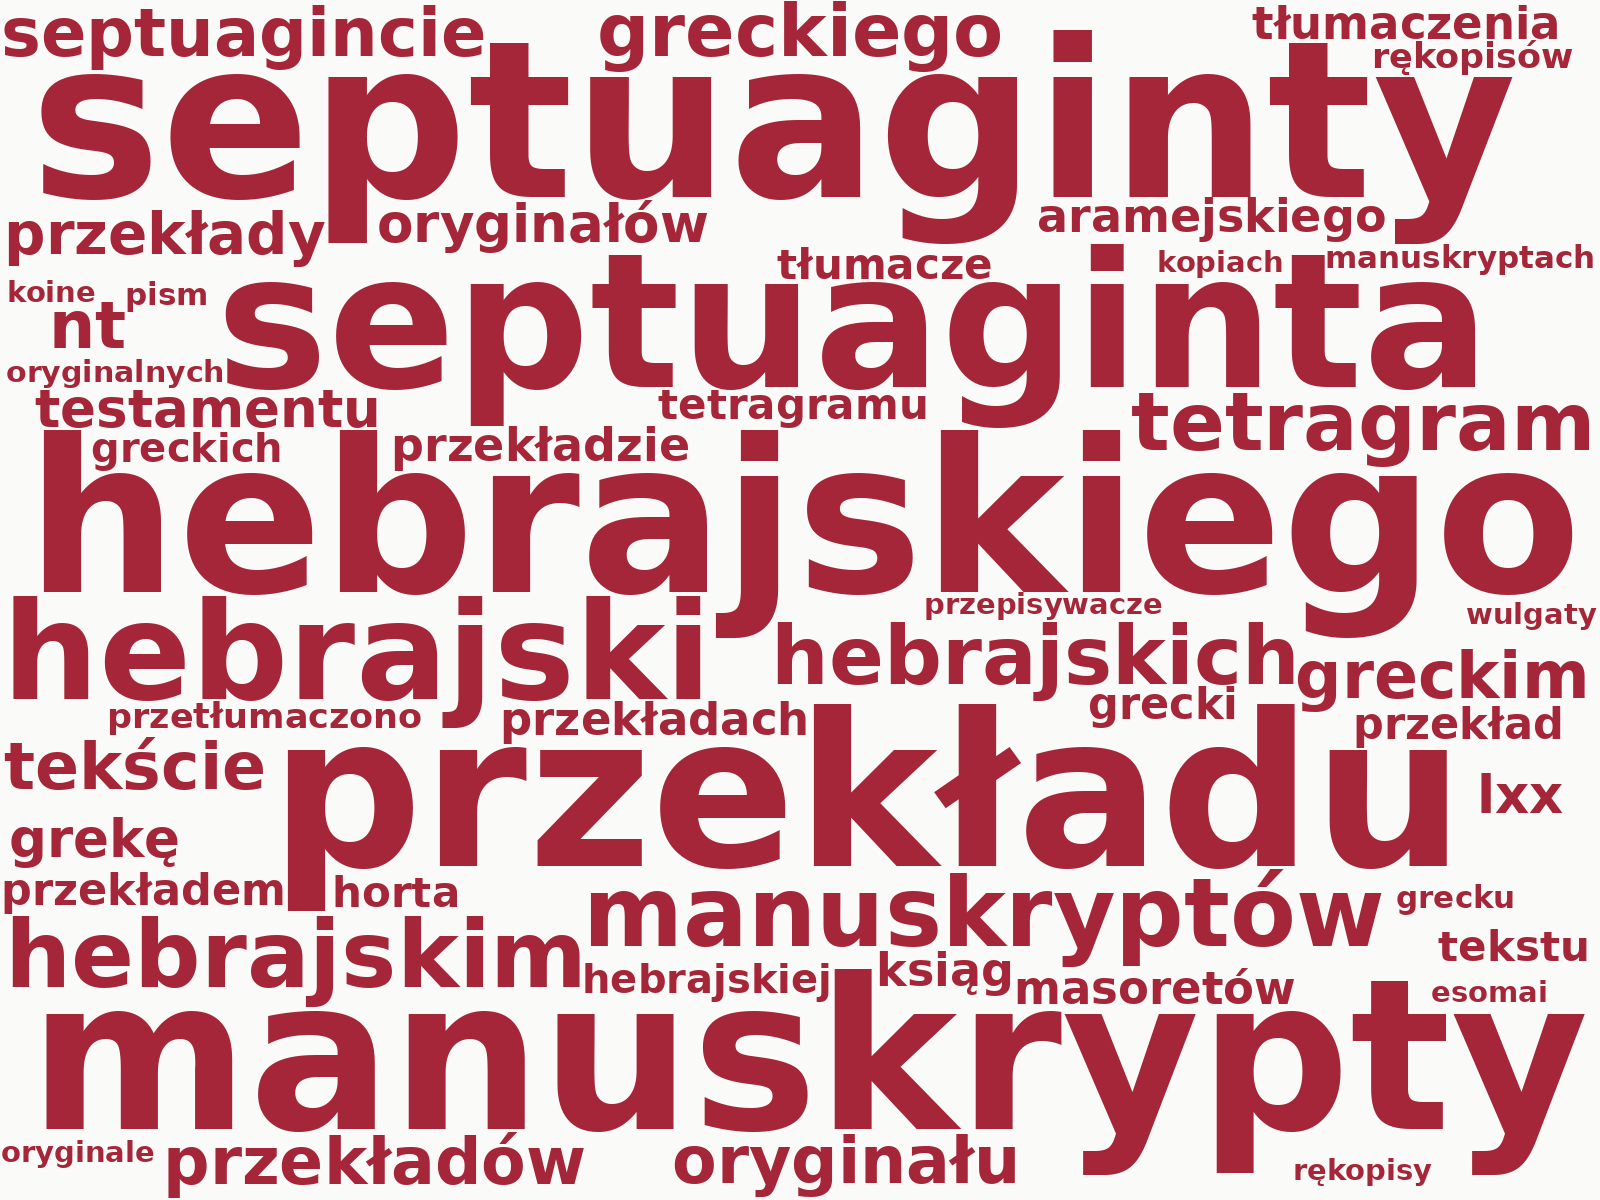 septuagincie greckiego tłumaczenia
rękopisów
septuaginty
przekłady oryginałów aramejskiego
tłumacze kopiach manuskryptach
koine pism
nt septuaginta
oryginalnych
testamentu tetragramu tetragram
greckich przekładzie
hebrajskiego
przepisywacze wulgaty
hebrajski hebrajskich greckim
grecki
przetłumaczono przekładach przekład
tekście przekładu lxx
grekę
przekładem horta manuskryptów grecku
hebrajskim tekstu
hebrajskiej ksiąg masoretów esomai
manuskrypty
oryginale przekładów oryginału rękopisy